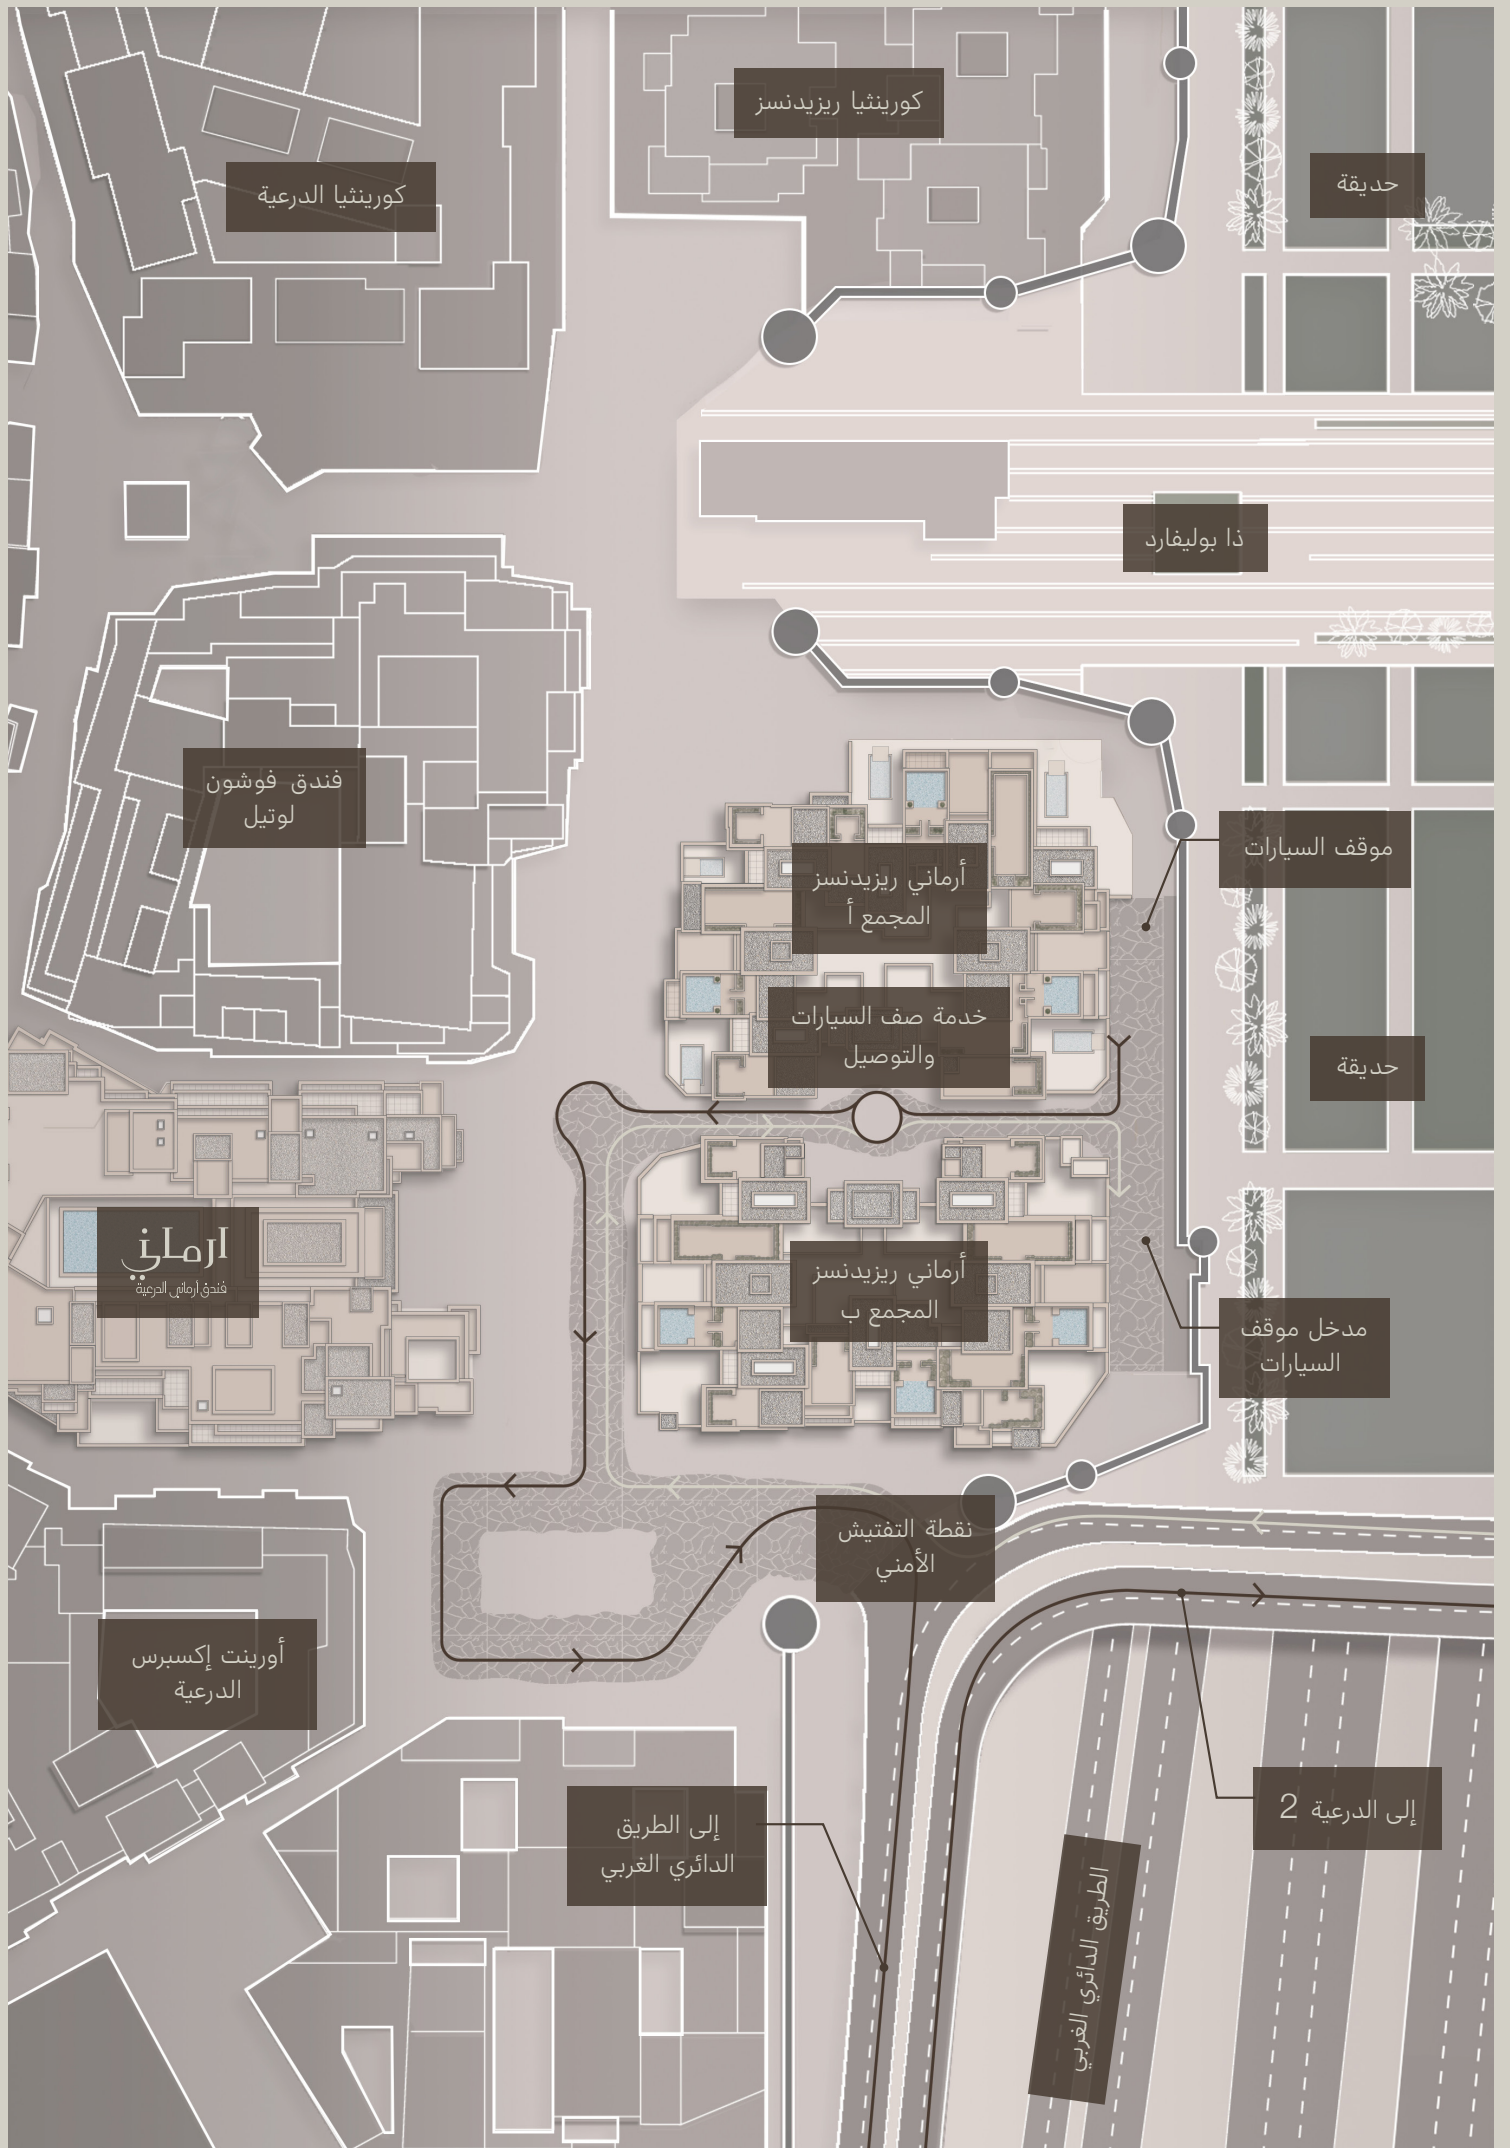 كورينثيا ريزيدنسز
كورينثيا الدرعية
حديقة
ذا بوليفارد
فندق فوشون
لوتيل
موقف السيارات
أرماني ريزيدنسز
المجمع أ
خدمة صف السيارات
والتوصيل
حديقة
أرماني
فندق أرماني الدرعية
أرماني ريزيدنسز
المجمع ب
مدخل موقف
السيارات
نقطة التفتيش
الأمني
أورينت إكسبرس
الدرعية
إلى الدرعية 2
إلى الطريق
الدائري الغربي
الطريق الدائري الغربي